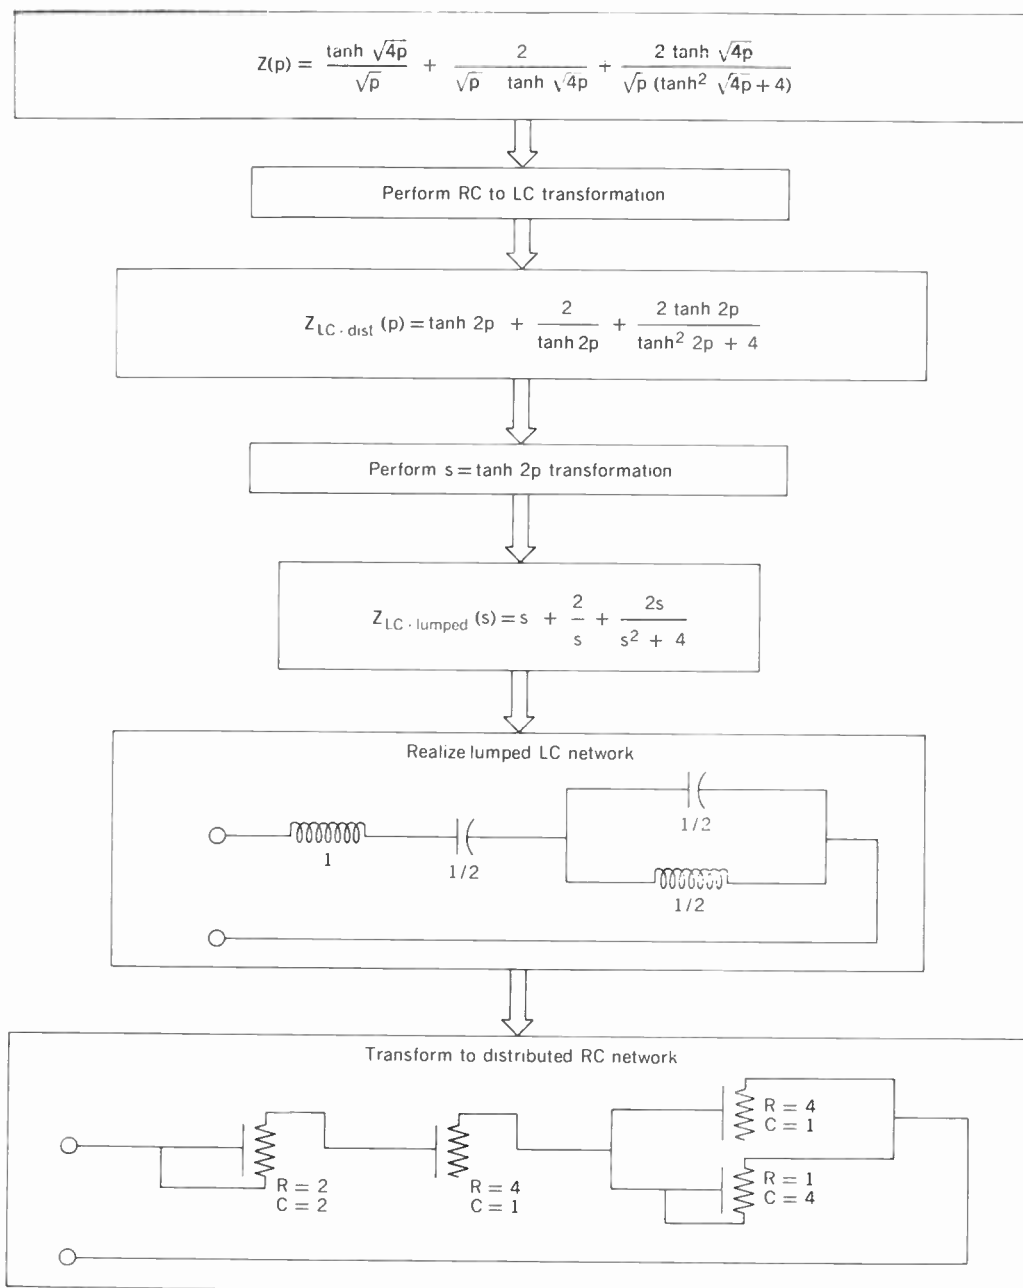 Z(p) = tanh √4p / √p + 2 / √p tanh √4p + 2 tanh √4p / √p (tanh² √4p + 4)
Perform RC to LC transformation
Z LC · dist (p) = tanh 2p + 2 / tanh 2p + 2 tanh 2p / tanh² 2p + 4
Perform s = tanh 2p transformation
Z LC · lumped (s) = s + 2 / s + 2s / s² + 4
Realize lumped LC network
1
1/2
1/2
1/2
Transform to distributed RC network
R = 2
C = 2
R = 4
C = 1
R = 4
C = 1
R = 1
C = 4